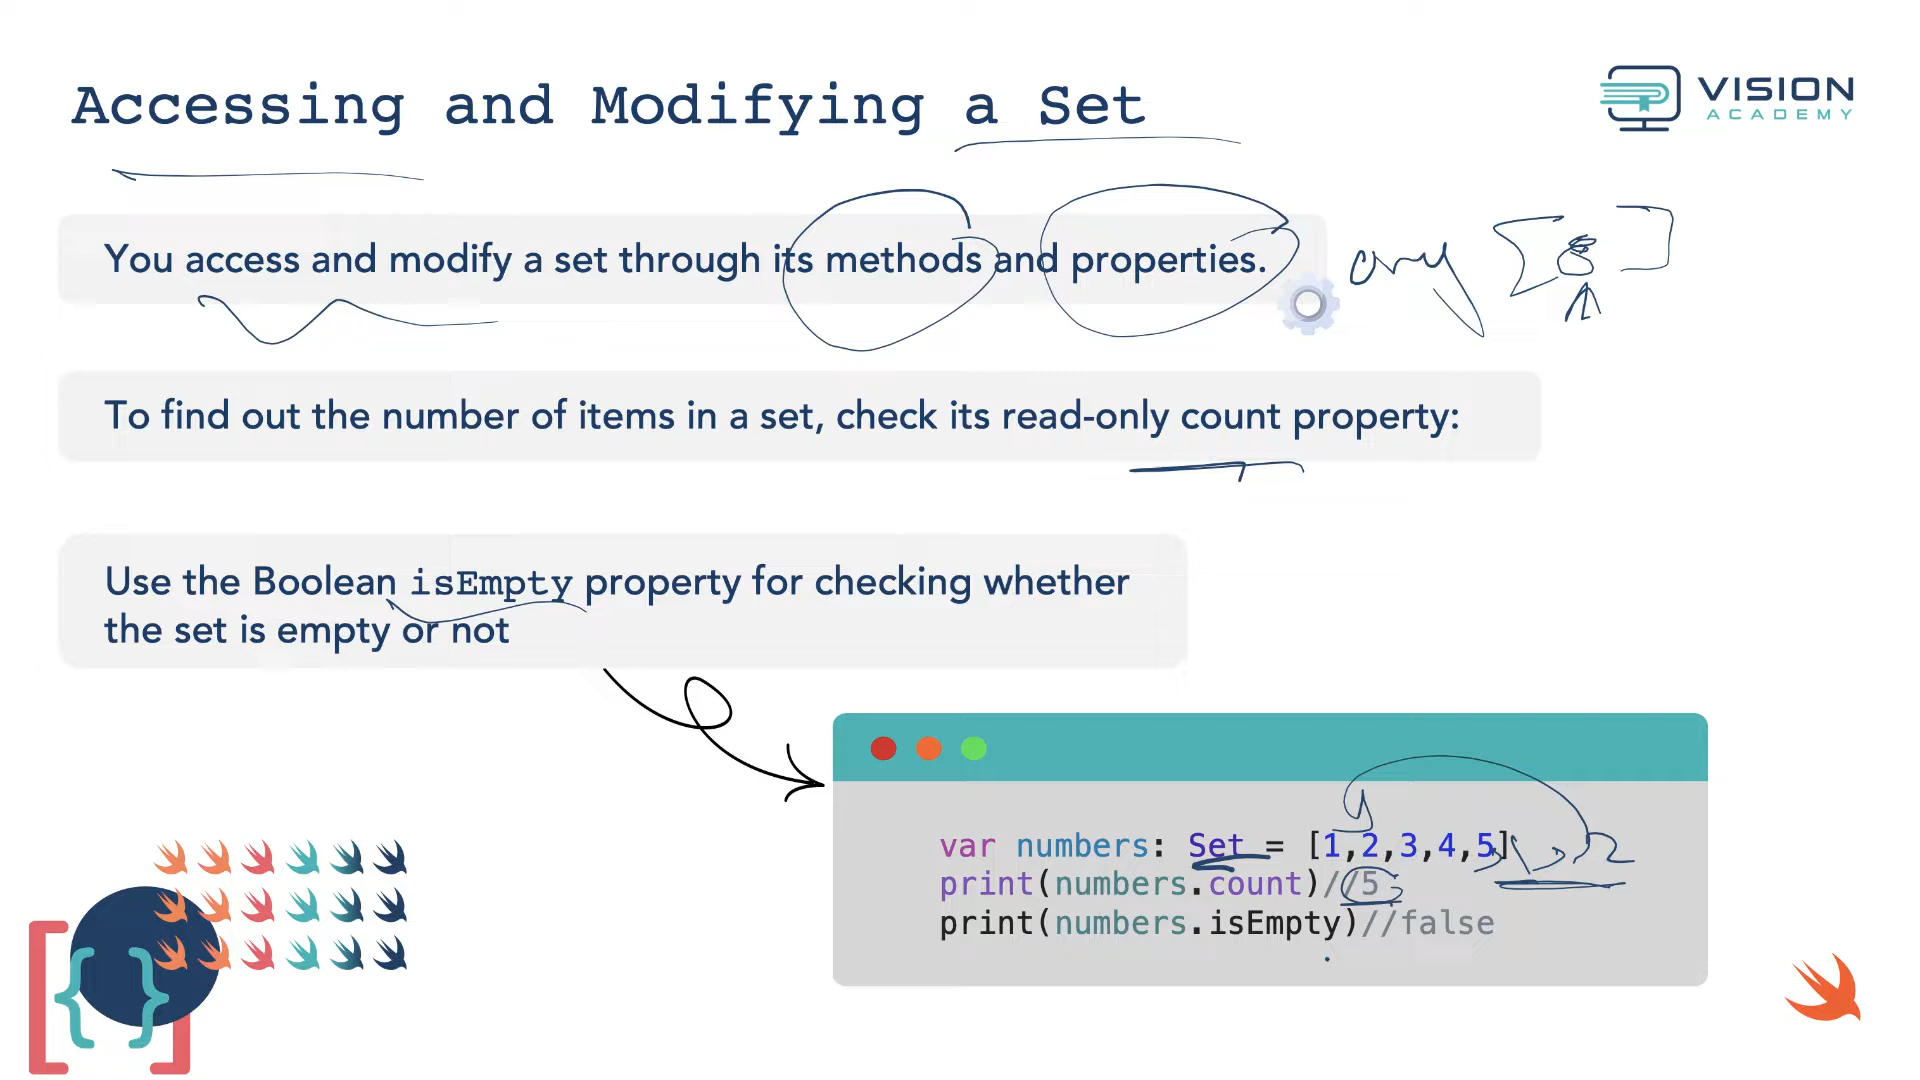 Accessing and Modifying a Set
VISION
ACADEMY
You access and modify a set through its methods and properties.
To find out the number of items in a set, check its read-only count property:
Use the Boolean isEmpty property for checking whether
the set is empty or not
var numbers: Set = [1,2,3,4,5]
print(numbers.count)//5
print(numbers.isEmpty)//false